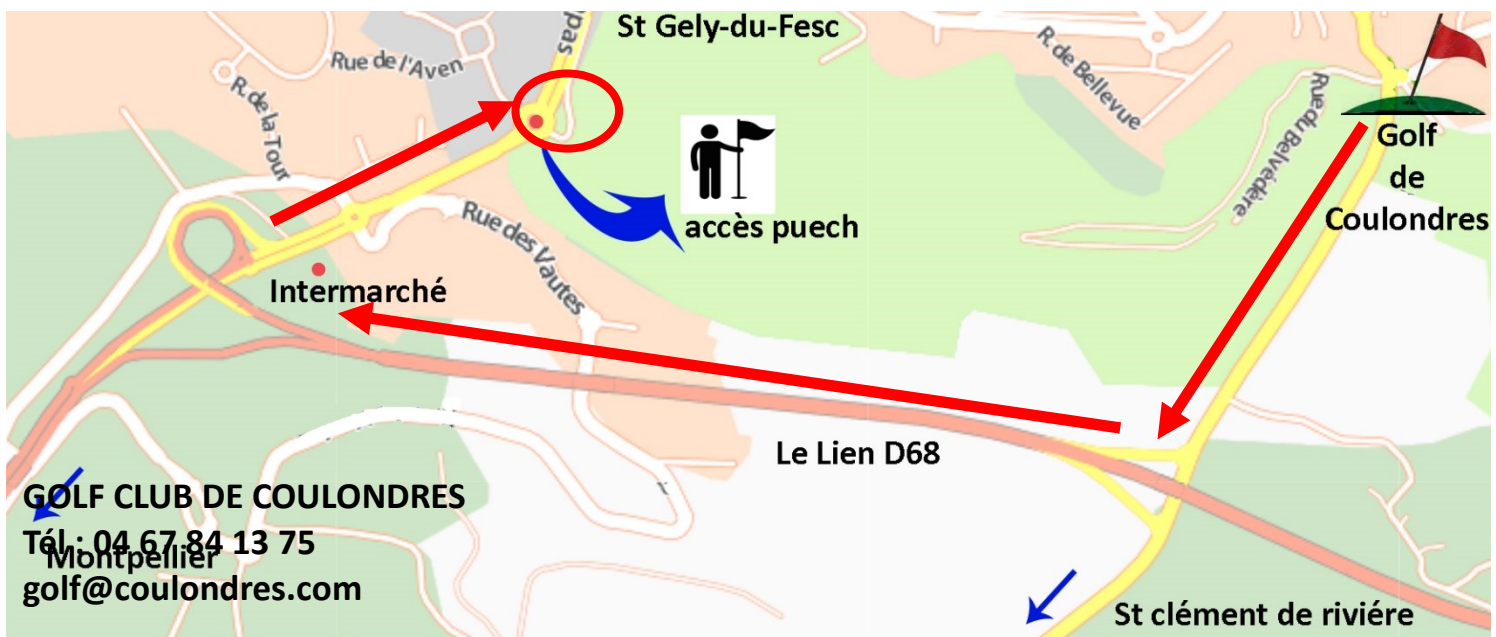 St Gely-du-Fesc
pas
Rue de l'Aven
R. de la Tour
R. de Bellevue
Rue du Belvédère
Golf
de
Coulondres
accès puech
Rue des Vautes
Intermarché
Le Lien D68
GOLF CLUB DE COULONDRES
Tél : 04 67 84 13 75
Montpellier
golf@coulondres.com
St clément de riviére